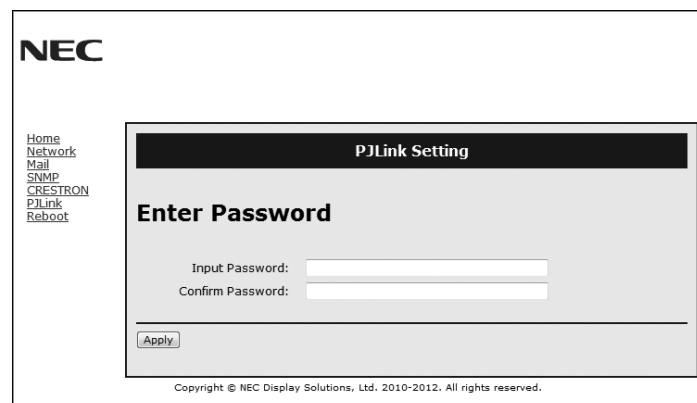 NEC
Home
Network
Mail
SNMP
CRESTRON
PJLink
Reboot
PJLink Setting
Enter Password
Input Password:
Confirm Password:
Apply
Copyright © NEC Display Solutions, Ltd. 2010-2012. All rights reserved.